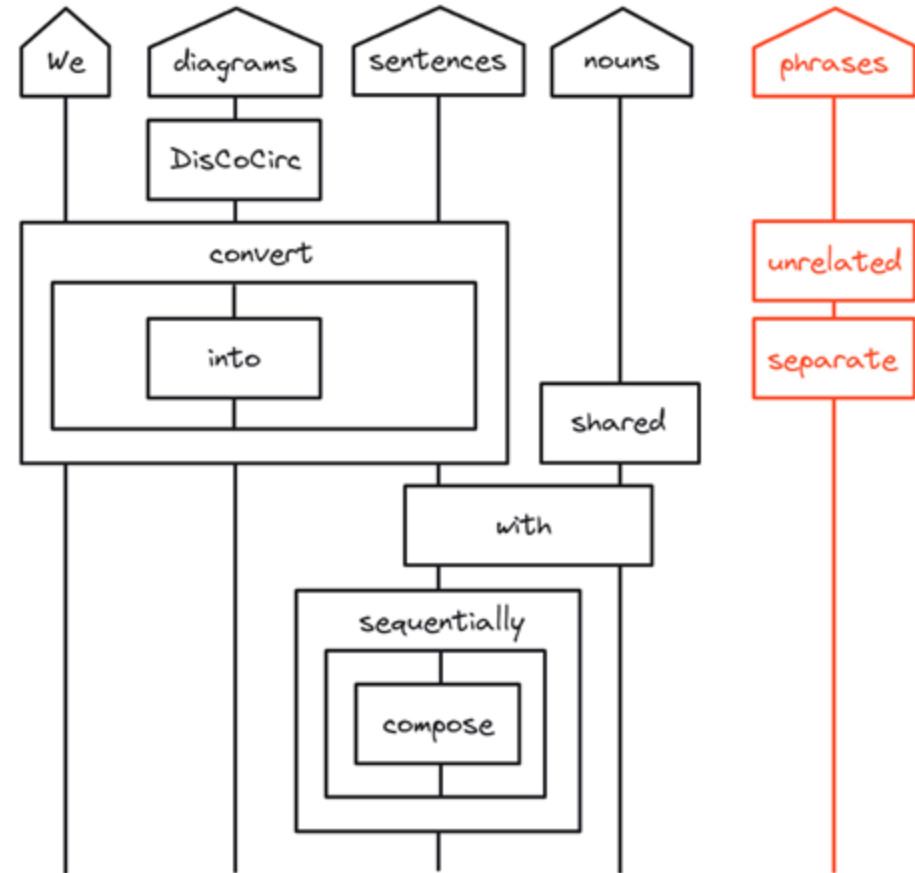 We diagrams sentences nouns phrases
DisCoCirc
convert unrelated
into separate
shared
with
sequentially
compose